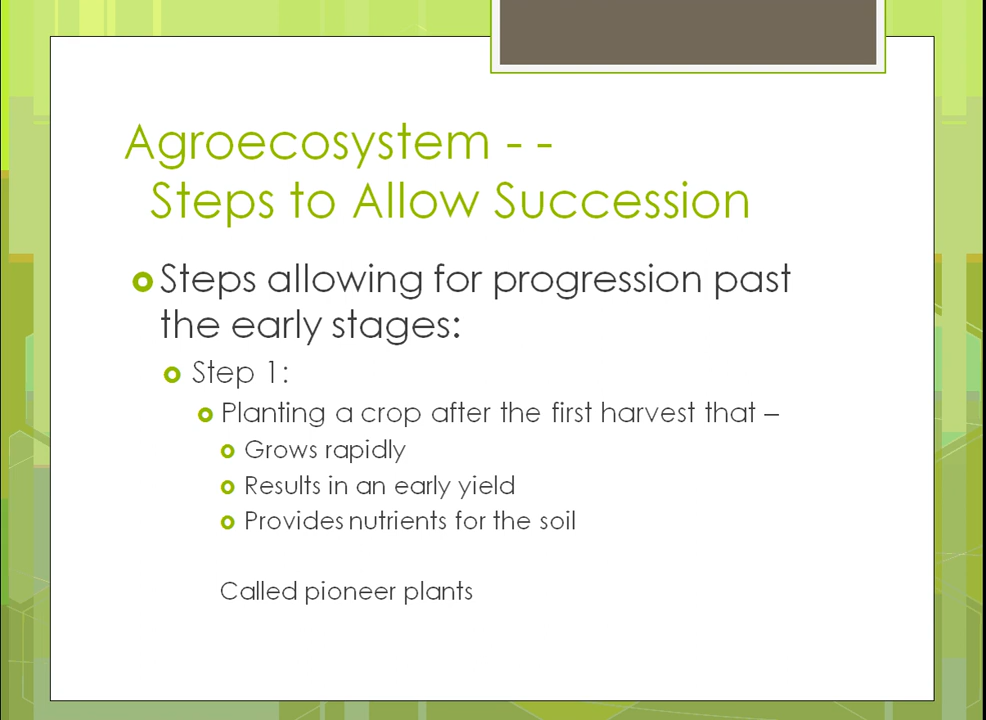 Agroecosystem - -
Steps to Allow Succession
Steps allowing for progression past
the early stages:
Step 1:
Planting a crop after the first harvest that –
Grows rapidly
Results in an early yield
Provides nutrients for the soil
Called pioneer plants